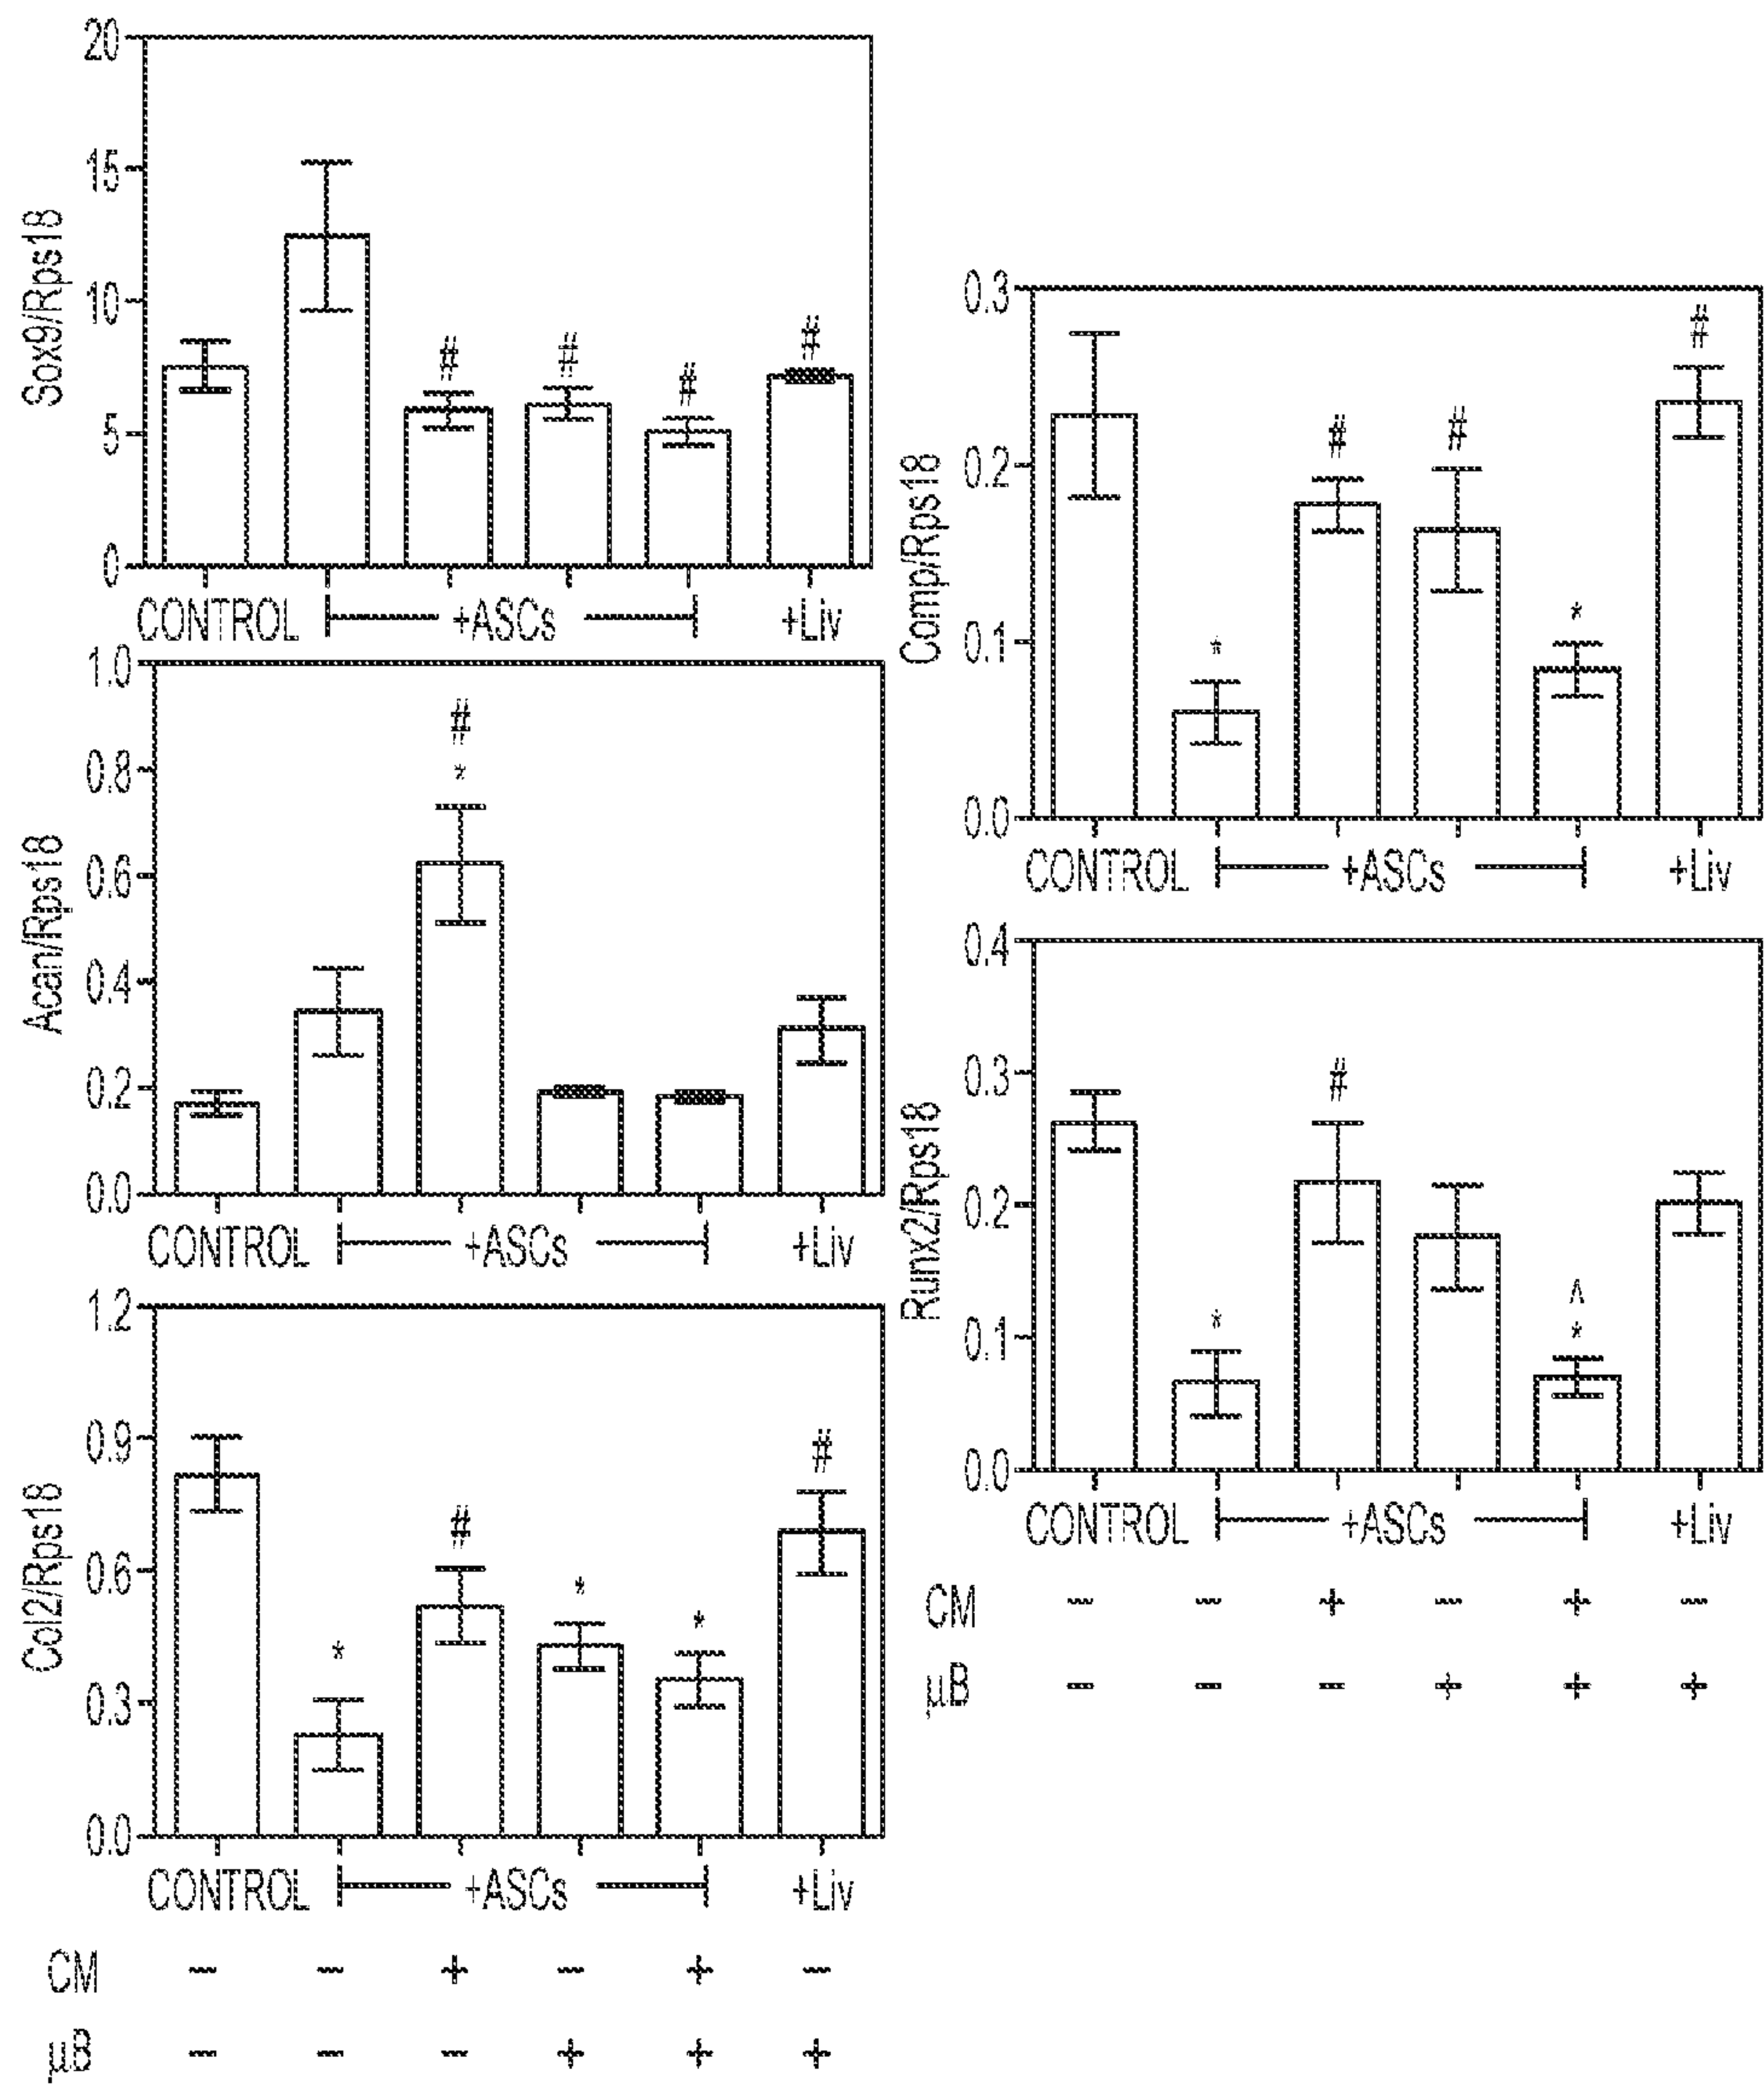 Sox9/Rps18
20
15
10
5
0
# # # #
CONTROL +ASCs +Liv
Acan/Rps18
1.0
0.8
0.6
0.4
0.2
0.0
#
*
CONTROL +ASCs +Liv
Col2/Rps18
1.2
0.9
0.6
0.3
0.0
* # * * #
CONTROL +ASCs +Liv
CM - - + - + -
µB - - - + + +
Comp/Rps18
0.3
0.2
0.1
0.0
* # # * #
CONTROL +ASCs +Liv
Runx2/Rps18
0.4
0.3
0.2
0.1
0.0
* # ^
*
CONTROL +ASCs +Liv
CM - - + - + -
µB - - - + + +